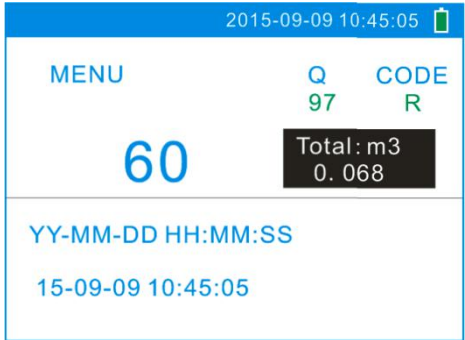 2015-09-09 10:45:05
MENU Q CODE
97 R
60 Total: m3
0. 068
YY-MM-DD HH:MM:SS
15-09-09 10:45:05